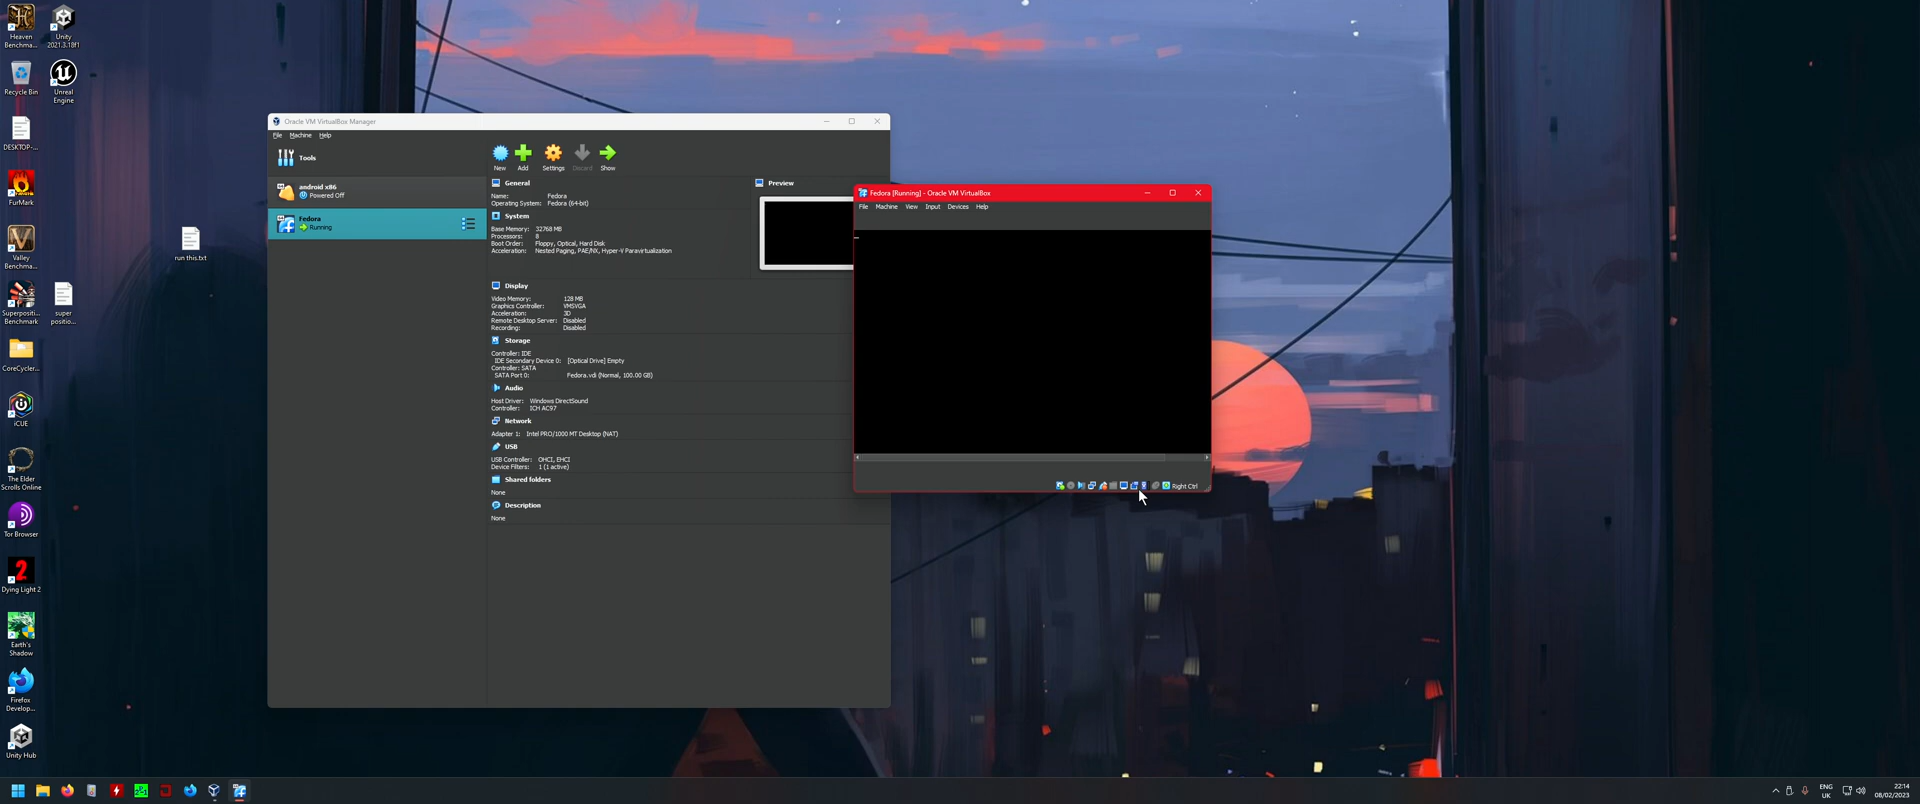 Heaven
Benchma...
Unity
2021.3.18f1
Recycle Bin
Unreal
Engine
DESKTOP-...
FurMark
Valley
Benchma...
run this.txt
Superpositi...
Benchmark
super
positio...
CoreCycler...
iCUE
The Elder
Scrolls Online
Tor Browser
Dying Light 2
Earth's
Shadow
Firefox
Develop...
Unity Hub
Oracle VM VirtualBox Manager
File Machine Help
Tools
android x86
Powered Off
Fedora
Running
New Add Settings Discard Show
General
Name: Fedora
Operating System: Fedora (64-bit)
System
Base Memory: 32768 MB
Processors: 8
Boot Order: Floppy, Optical, Hard Disk
Acceleration: Nested Paging, PAE/NX, Hyper-V Paravirtualization
Preview
Display
Video Memory: 128 MB
Graphics Controller: VMSVGA
Acceleration: 3D
Remote Desktop Server: Disabled
Recording: Disabled
Storage
Controller: IDE
IDE Secondary Device 0: [Optical Drive] Empty
Controller: SATA
SATA Port 0: Fedora.vdi (Normal, 100.00 GB)
Audio
Host Driver: Windows DirectSound
Controller: ICH AC97
Network
Adapter 1: Intel PRO/1000 MT Desktop (NAT)
USB
USB Controller: OHCI, EHCI
Device Filters: 1 (1 active)
Shared folders
None
Description
None
Fedora [Running] - Oracle VM VirtualBox
File Machine View Input Devices Help
Right Ctrl
ENG
UK
22:14
08/02/2023